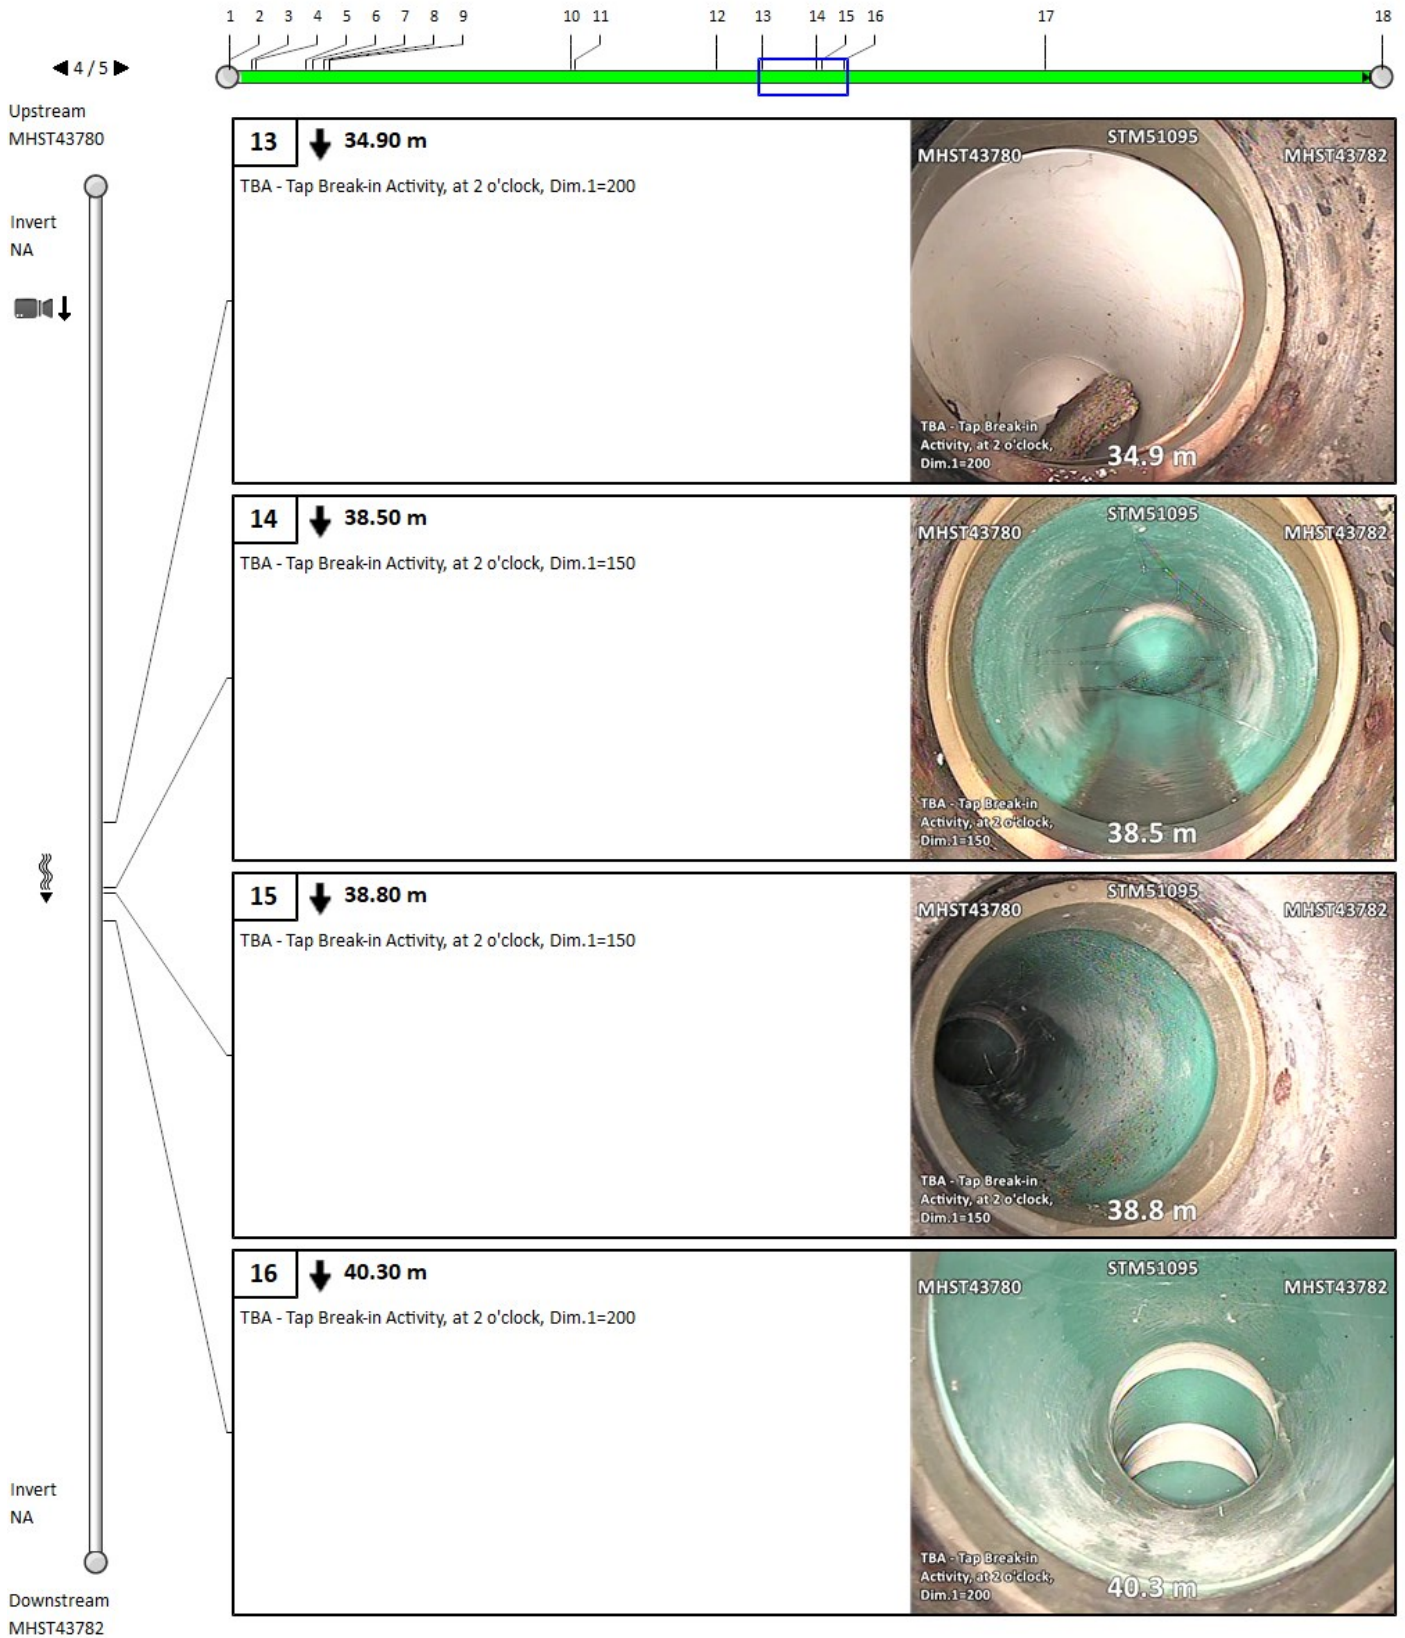 1 2 3 4 5 6 7 8 9 10 11 12 13 14 15 16 17 18
4 / 5
Upstream
MHST43780
Invert
NA
Invert
NA
Downstream
MHST43782
13 34.90 m
TBA - Tap Break-in Activity, at 2 o'clock, Dim.1=200
STM51095
MHST43780 MHST43782
TBA - Tap Break-in
Activity, at 2 o'clock,
Dim.1=200
34.9 m
14 38.50 m
TBA - Tap Break-in Activity, at 2 o'clock, Dim.1=150
STM51095
MHST43780 MHST43782
TBA - Tap Break-in
Activity, at 2 o'clock,
Dim.1=150
38.5 m
15 38.80 m
TBA - Tap Break-in Activity, at 2 o'clock, Dim.1=150
STM51095
MHST43780 MHST43782
TBA - Tap Break-in
Activity, at 2 o'clock,
Dim.1=150
38.8 m
16 40.30 m
TBA - Tap Break-in Activity, at 2 o'clock, Dim.1=200
STM51095
MHST43780 MHST43782
TBA - Tap Break-in
Activity, at 2 o'clock,
Dim.1=200
40.3 m